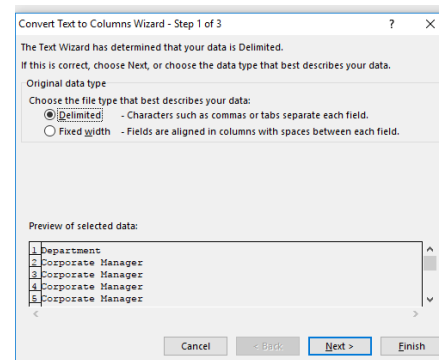 Convert Text to Columns Wizard - Step 1 of 3 ? ×
The Text Wizard has determined that your data is Delimited.
If this is correct, choose Next, or choose the data type that best describes your data.
Original data type
Choose the file type that best describes your data:
Delimited - Characters such as commas or tabs separate each field.
Fixed width - Fields are aligned in columns with spaces between each field.
Preview of selected data:
1 Department
2 Corporate Manager
3 Corporate Manager
4 Corporate Manager
5 Corporate Manager
Cancel < Back Next > Finish